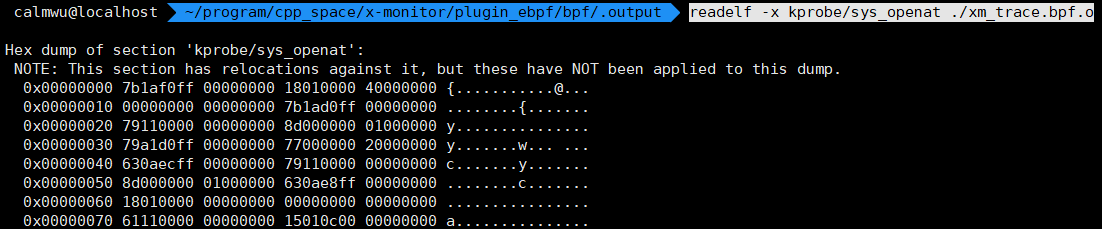 calmwu@localhost ~/program/cpp_space/x-monitor/plugin_ebpf/bpf/.output readelf -x kprobe/sys_openat ./xm_trace.bpf.o
Hex dump of section 'kprobe/sys_openat':
 NOTE: This section has relocations against it, but these have NOT been applied to this dump.
  0x00000000 7b1af0ff 00000000 18010000 40000000 {...........@...
  0x00000010 00000000 00000000 7b1ad0ff 00000000 ........{.......
  0x00000020 79110000 00000000 8d000000 01000000 y...............
  0x00000030 79a1d0ff 00000000 77000000 20000000 y.......w... ...
  0x00000040 630aecff 00000000 79110000 00000000 c.......y.......
  0x00000050 8d000000 01000000 630ae8ff 00000000 ........c.......
  0x00000060 18010000 00000000 00000000 00000000 ................
  0x00000070 61110000 00000000 15010c00 00000000 a...............